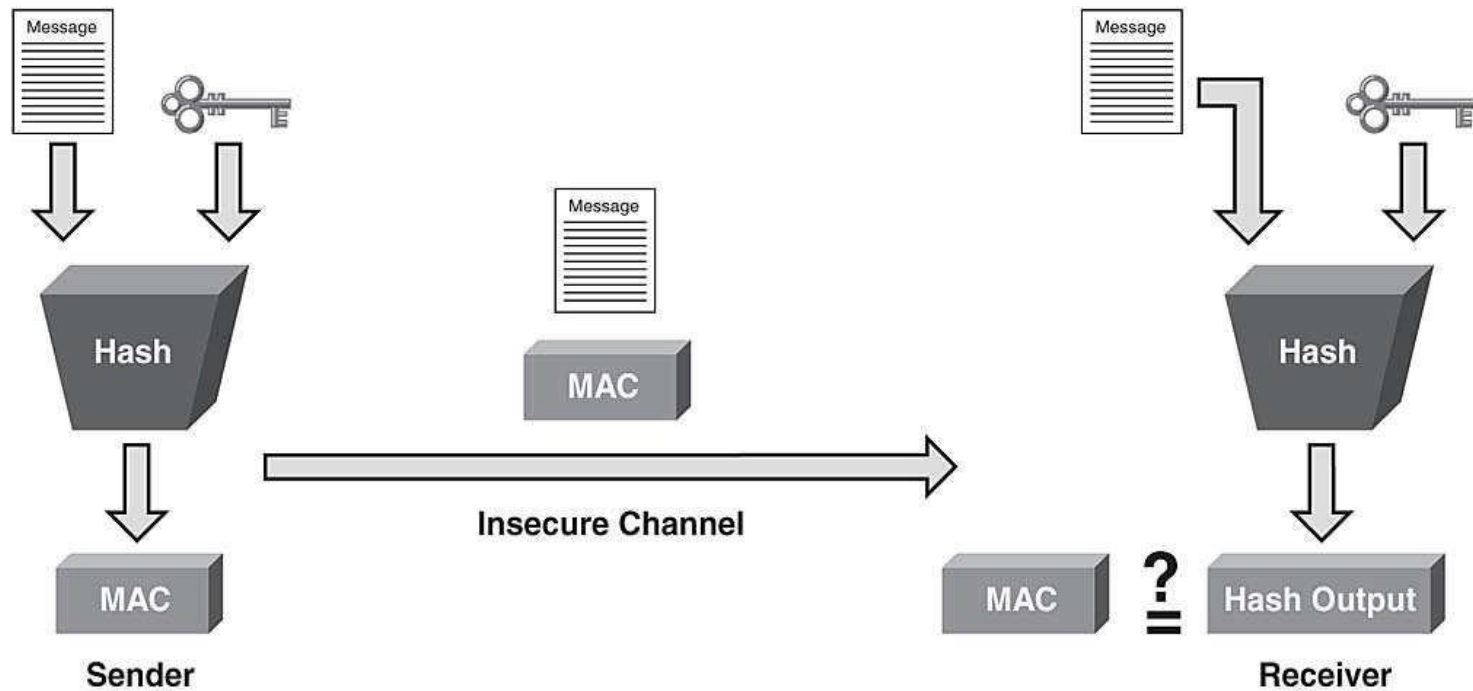 Message
Message
Message
Hash
Hash
MAC
Insecure Channel
MAC
MAC
? =
Hash Output
Sender
Receiver